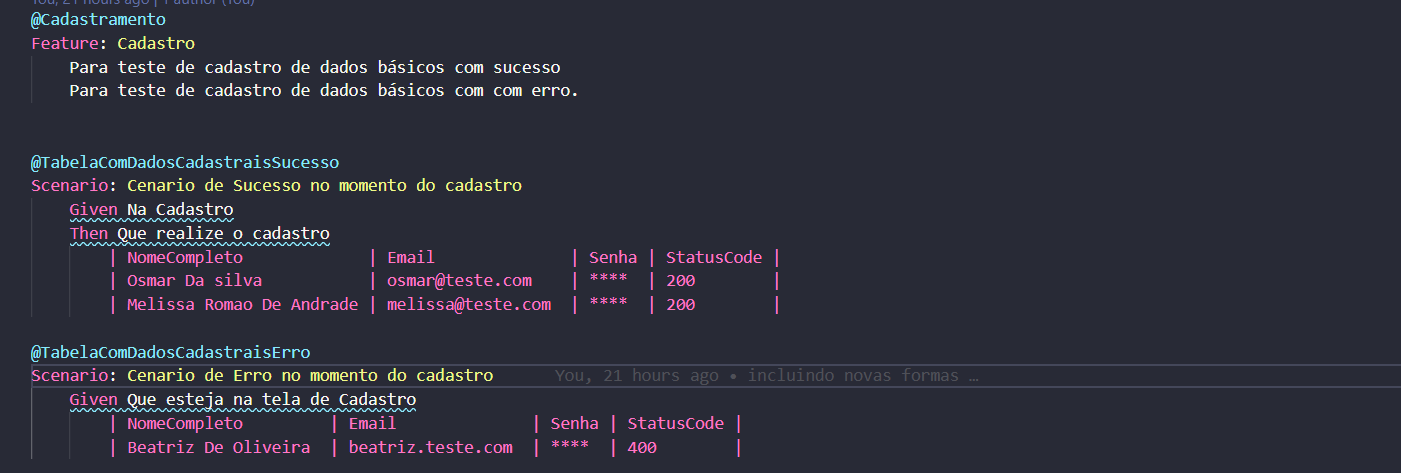 You, 21 hours ago | 1 author (You)
@Cadastramento
Feature: Cadastro
Para teste de cadastro de dados básicos com sucesso
Para teste de cadastro de dados básicos com com erro.
@TabelaComDadosCadastraisSucesso
Scenario: Cenario de Sucesso no momento do cadastro
Given Na Cadastro
Then Que realize o cadastro
| NomeCompleto | Email | Senha | StatusCode |
| Osmar Da silva | osmar@teste.com | **** | 200 |
| Melissa Romao De Andrade | melissa@teste.com | **** | 200 |
@TabelaComDadosCadastraisErro
Scenario: Cenario de Erro no momento do cadastro You, 21 hours ago • incluindo novas formas …
Given Que esteja na tela de Cadastro
| NomeCompleto | Email | Senha | StatusCode |
| Beatriz De Oliveira | beatriz.teste.com | **** | 400 |